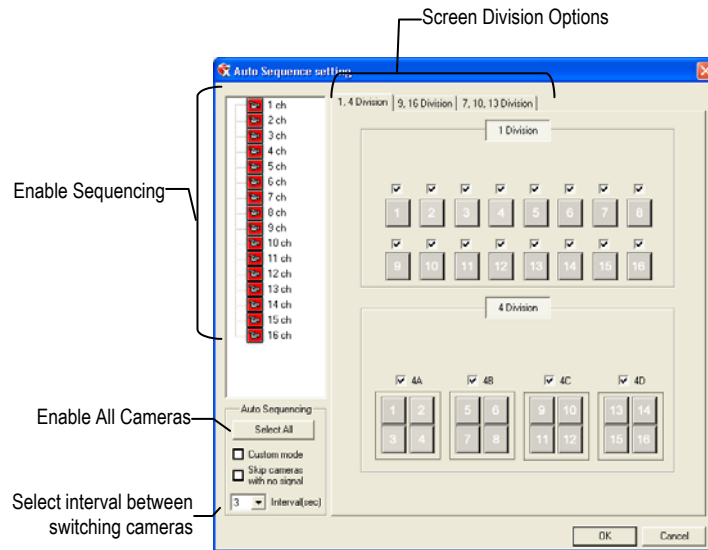 Screen Division Options
Auto Sequence setting
1 ch
2 ch
3 ch
4 ch
5 ch
6 ch
7 ch
8 ch
9 ch
10 ch
11 ch
12 ch
13 ch
14 ch
15 ch
16 ch
Enable Sequencing
1, 4 Division
9, 16 Division
7, 10, 13 Division
1 Division
1 2 3 4 5 6 7 8
9 10 11 12 13 14 15 16
4 Division
4A 4B 4C 4D
1 2 5 6 9 10 13 14
3 4 7 8 11 12 15 16
Auto Sequencing
Enable All Cameras
Select All
Custom mode
Skip cameras
with no signal
Select interval between
switching cameras
3 Interval(sec)
OK Cancel